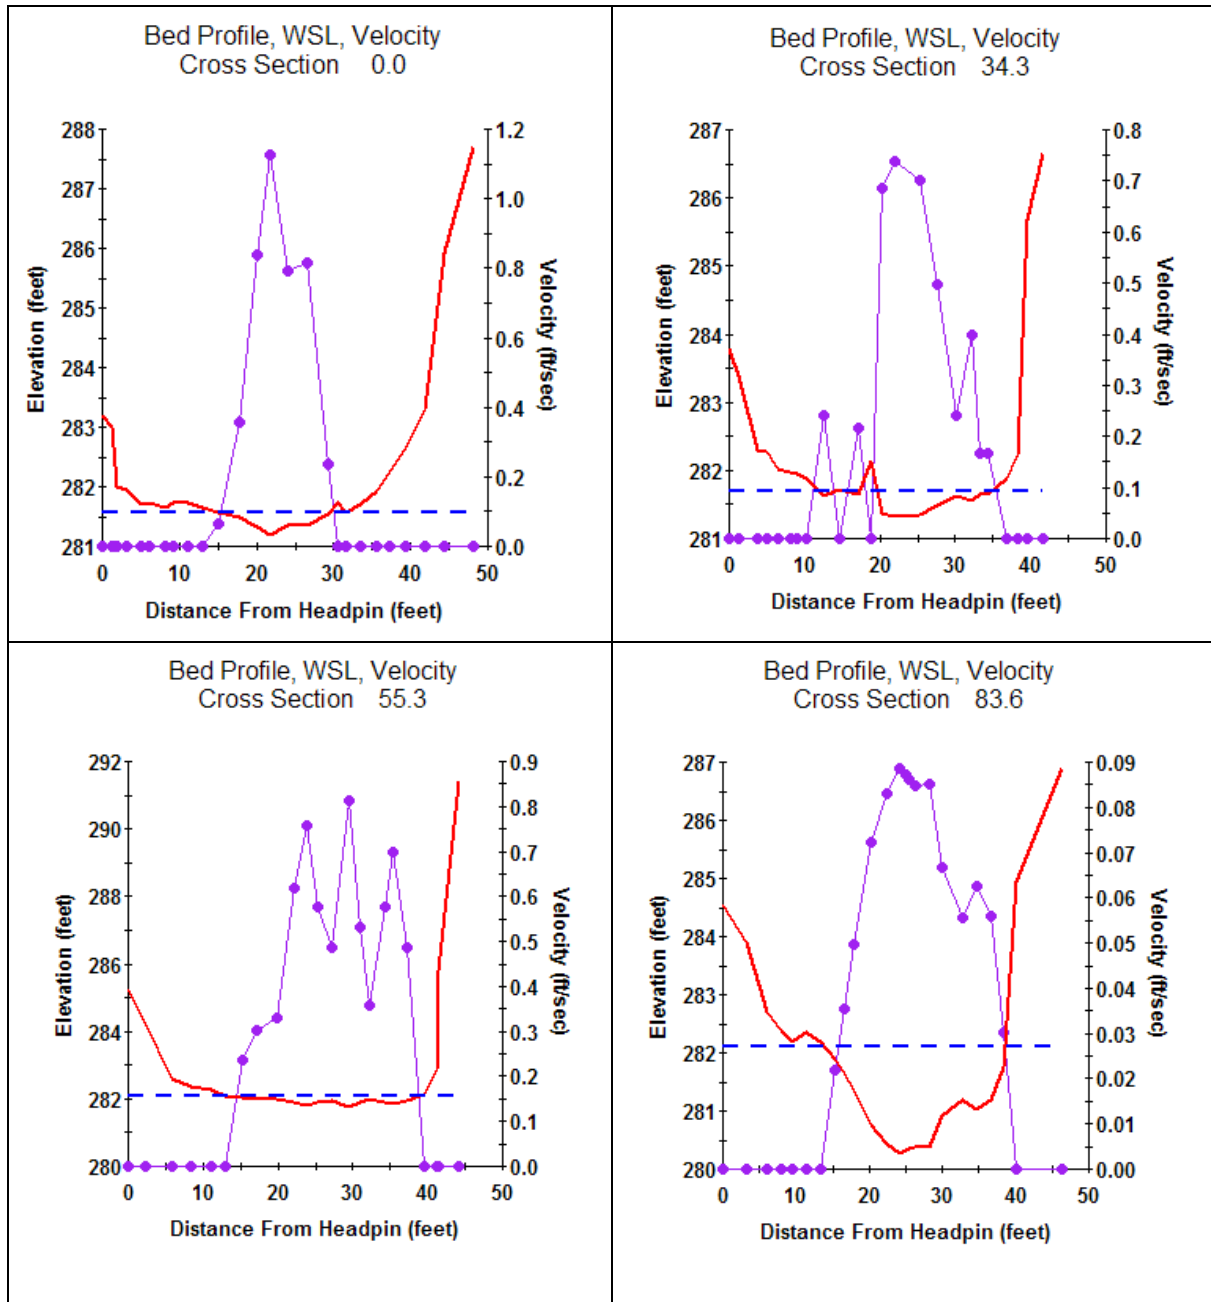 Bed Profile, WSL, Velocity
Cross Section 0.0
288
287
286
285
284
283
282
281
1.2
1.0
0.8
0.6
0.4
0.2
0.0
Elevation (feet)
Velocity (ft/sec)
0 10 20 30 40 50
Distance From Headpin (feet)
Bed Profile, WSL, Velocity
Cross Section 34.3
287
286
285
284
283
282
281
0.8
0.7
0.6
0.5
0.4
0.3
0.2
0.1
0.0
Elevation (feet)
Velocity (ft/sec)
0 10 20 30 40 50
Distance From Headpin (feet)
Bed Profile, WSL, Velocity
Cross Section 55.3
292
290
288
286
284
282
280
0.9
0.8
0.7
0.6
0.5
0.4
0.3
0.2
0.1
0.0
Elevation (feet)
Velocity (ft/sec)
0 10 20 30 40 50
Distance From Headpin (feet)
Bed Profile, WSL, Velocity
Cross Section 83.6
287
286
285
284
283
282
281
280
0.09
0.08
0.07
0.06
0.05
0.04
0.03
0.02
0.01
0.00
Elevation (feet)
Velocity (ft/sec)
0 10 20 30 40 50
Distance From Headpin (feet)